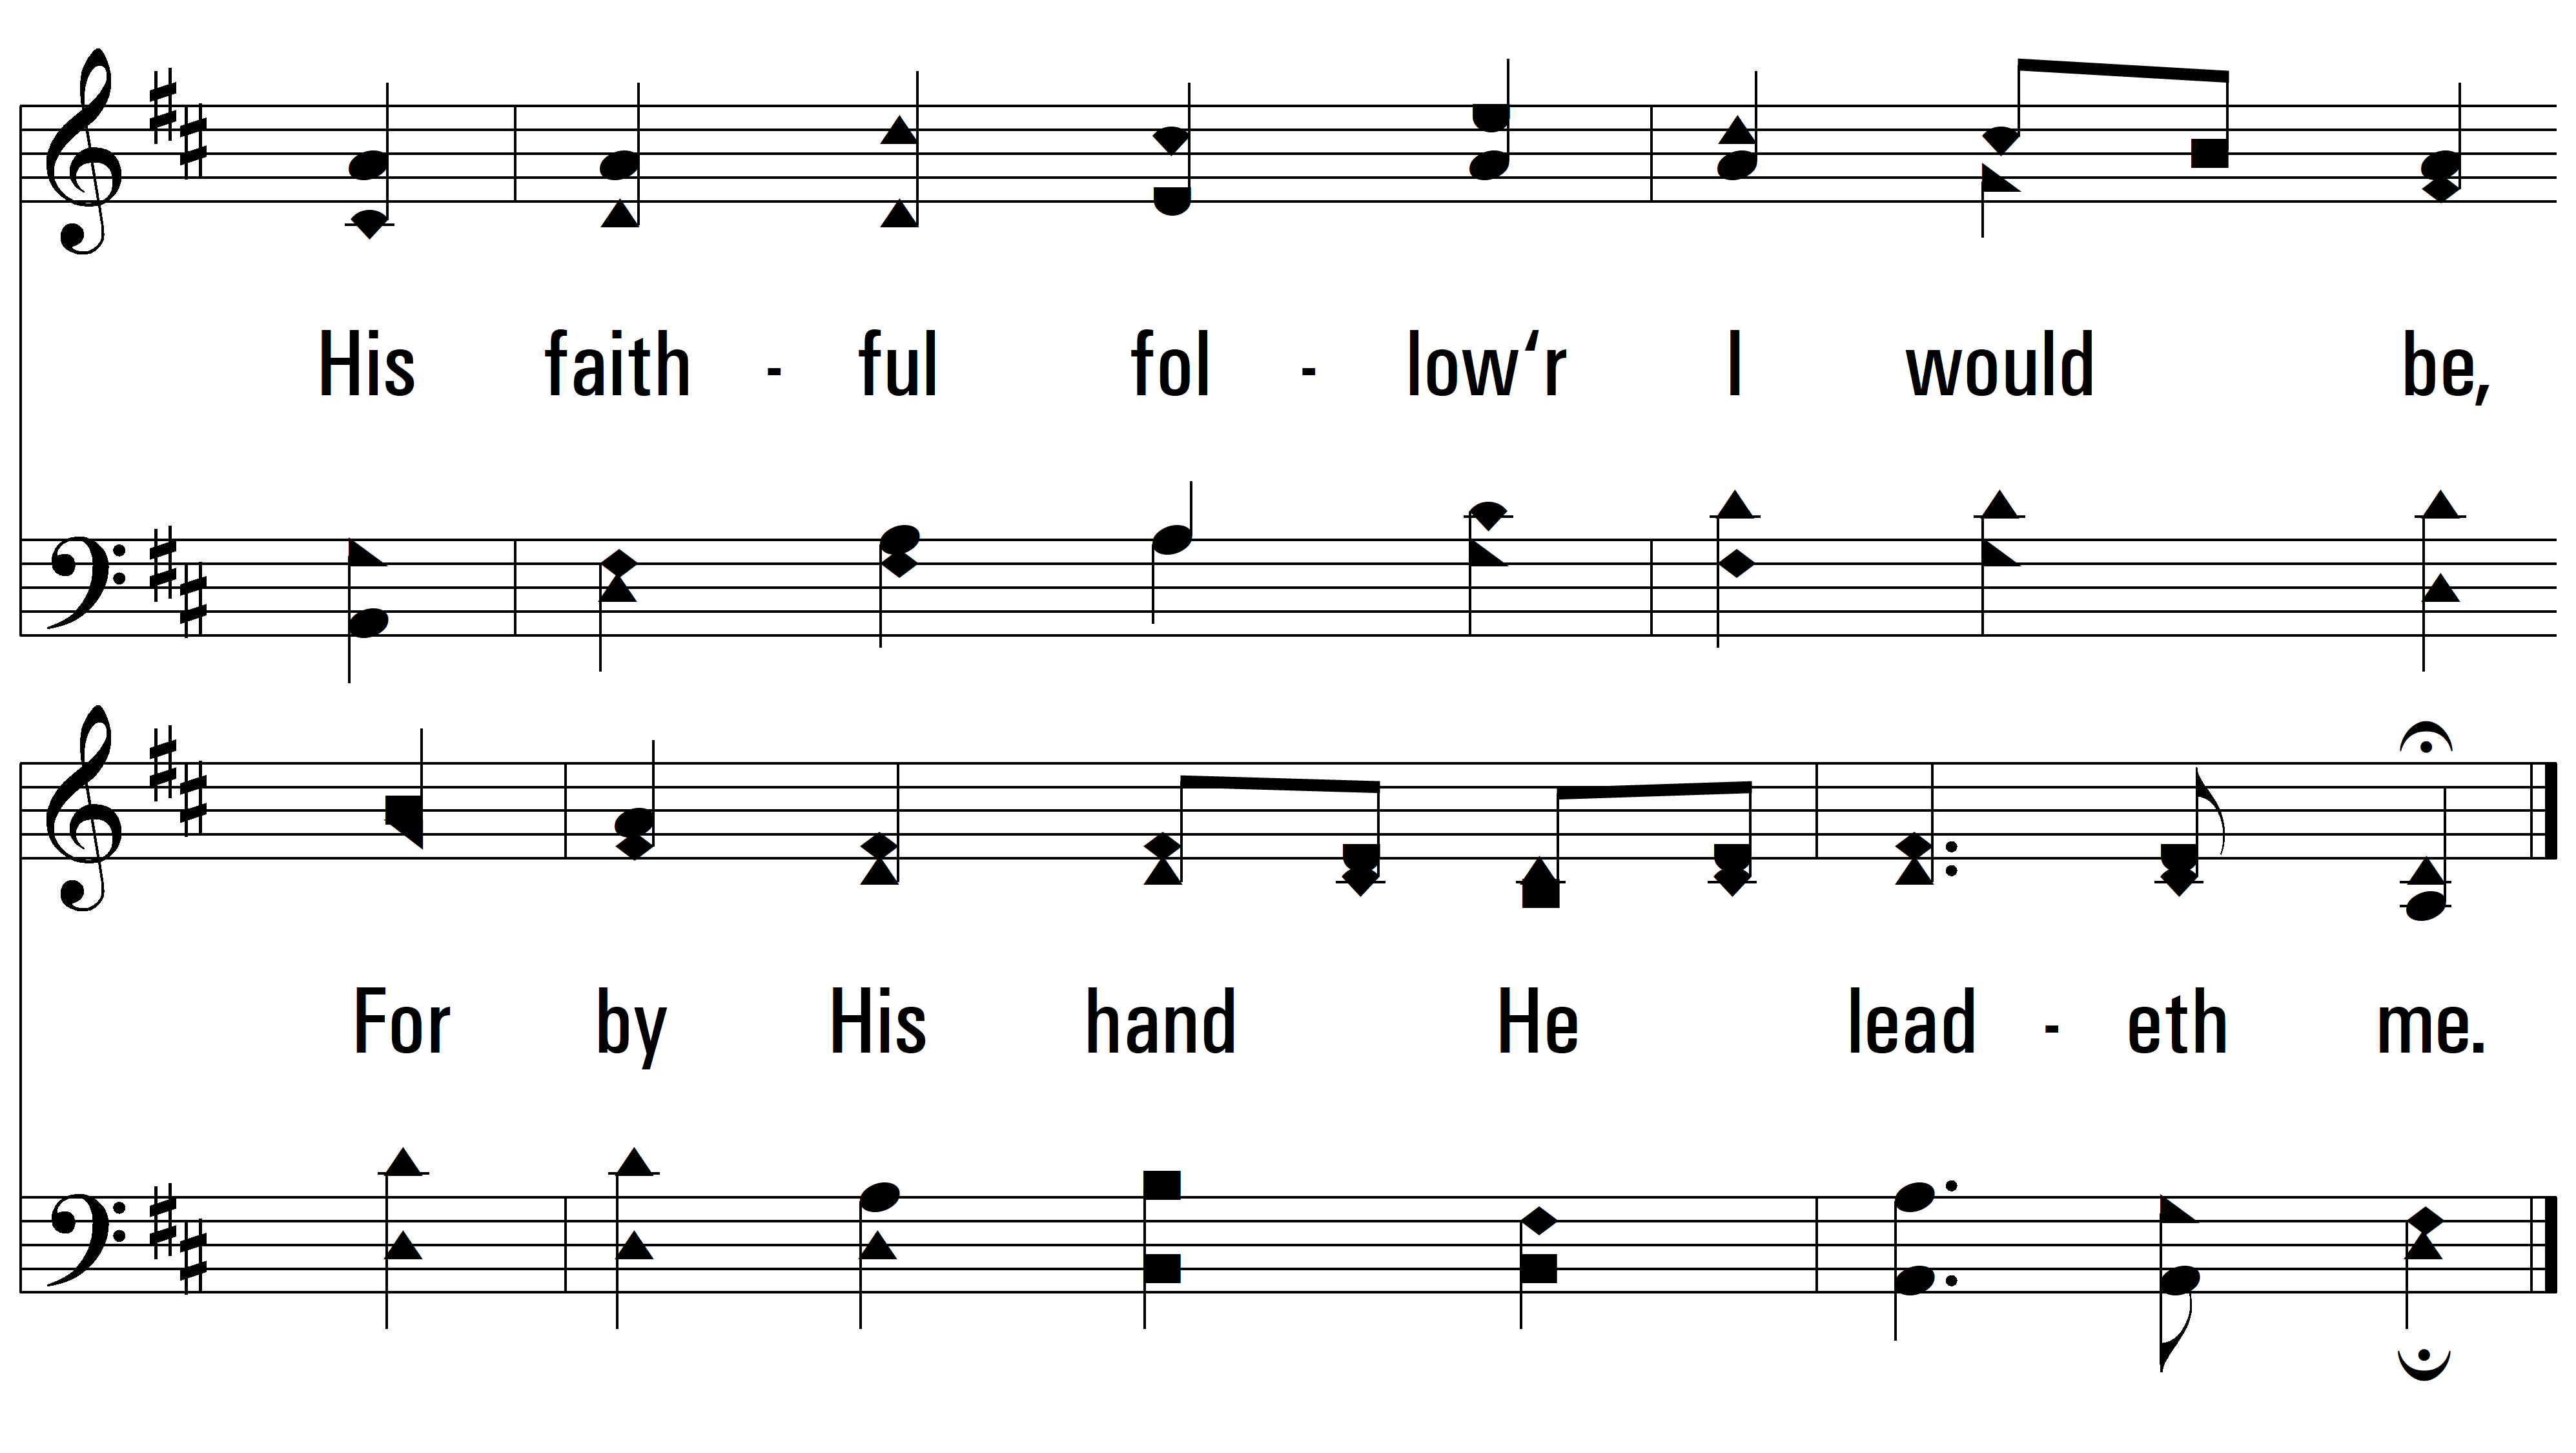 His faith - ful fol - low‘r I would be,
For by His hand He lead - eth me.